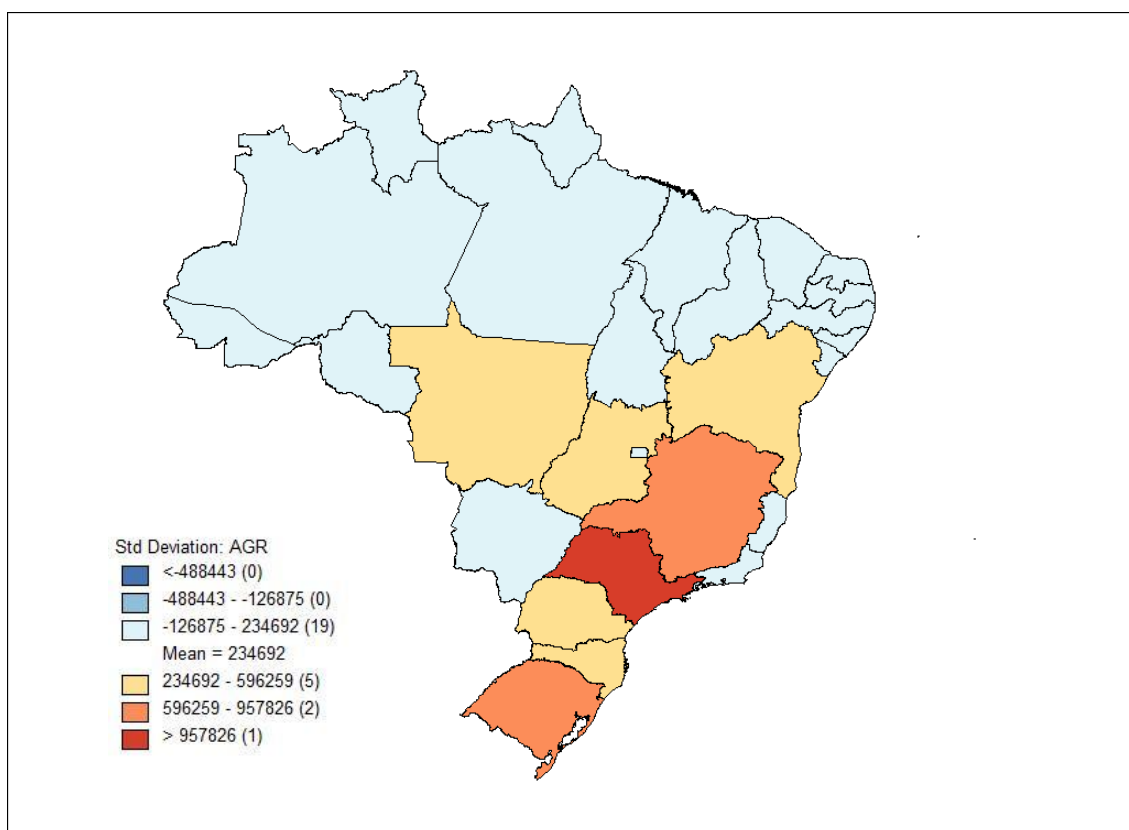 Std Deviation: AGR
<-488443 (0)
-488443 - -126875 (0)
-126875 - 234692 (19)
Mean = 234692
234692 - 596259 (5)
596259 - 957826 (2)
> 957826 (1)